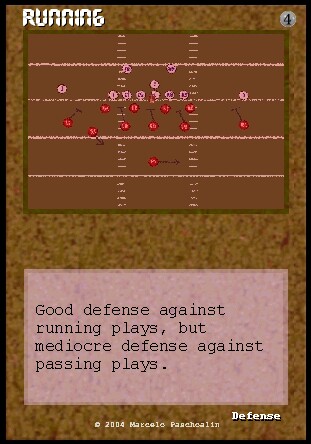 RUNNING
4
Good defense against
running plays, but
mediocre defense against
passing plays.
Defense
© 2004 Marcelo Paschoalin